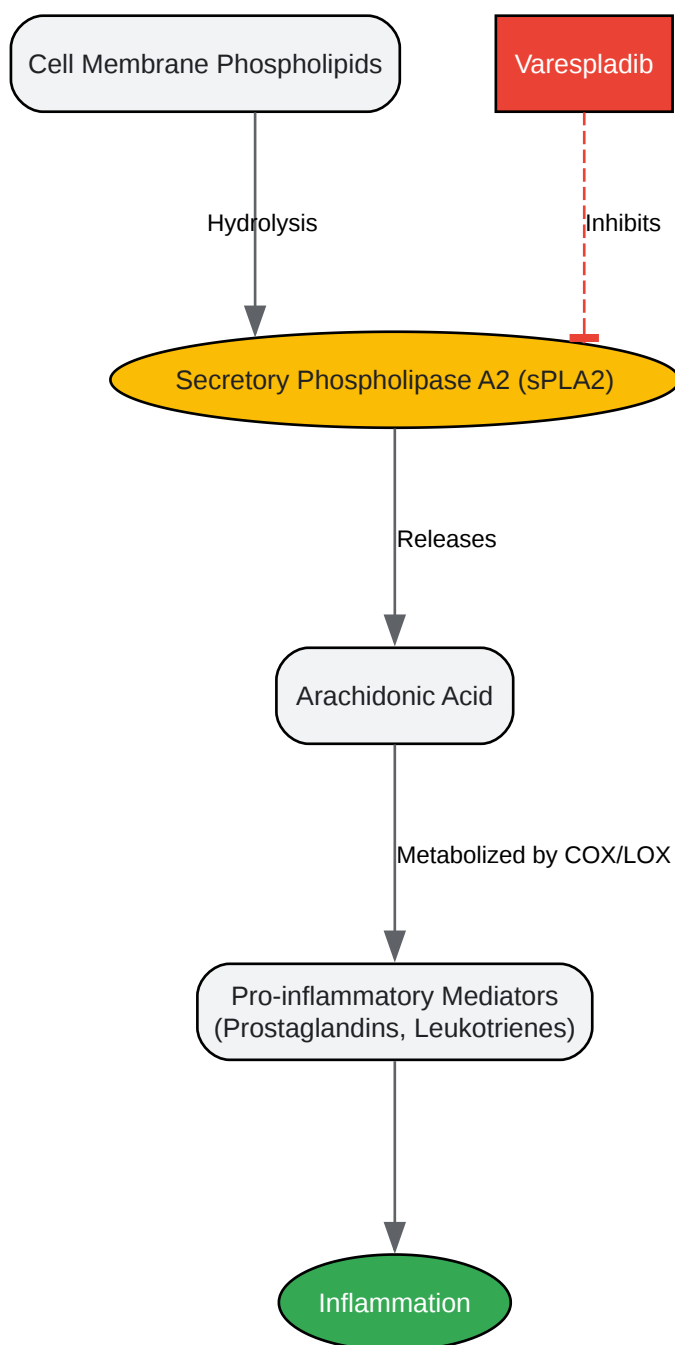 Cell Membrane Phospholipids
Varespladib
Hydrolysis
Inhibits
Secretory Phospholipase A2 (sPLA2)
Releases
Arachidonic Acid
Metabolized by COX/LOX
Pro-inflammatory Mediators
(Prostaglandins, Leukotrienes)
Inflammation